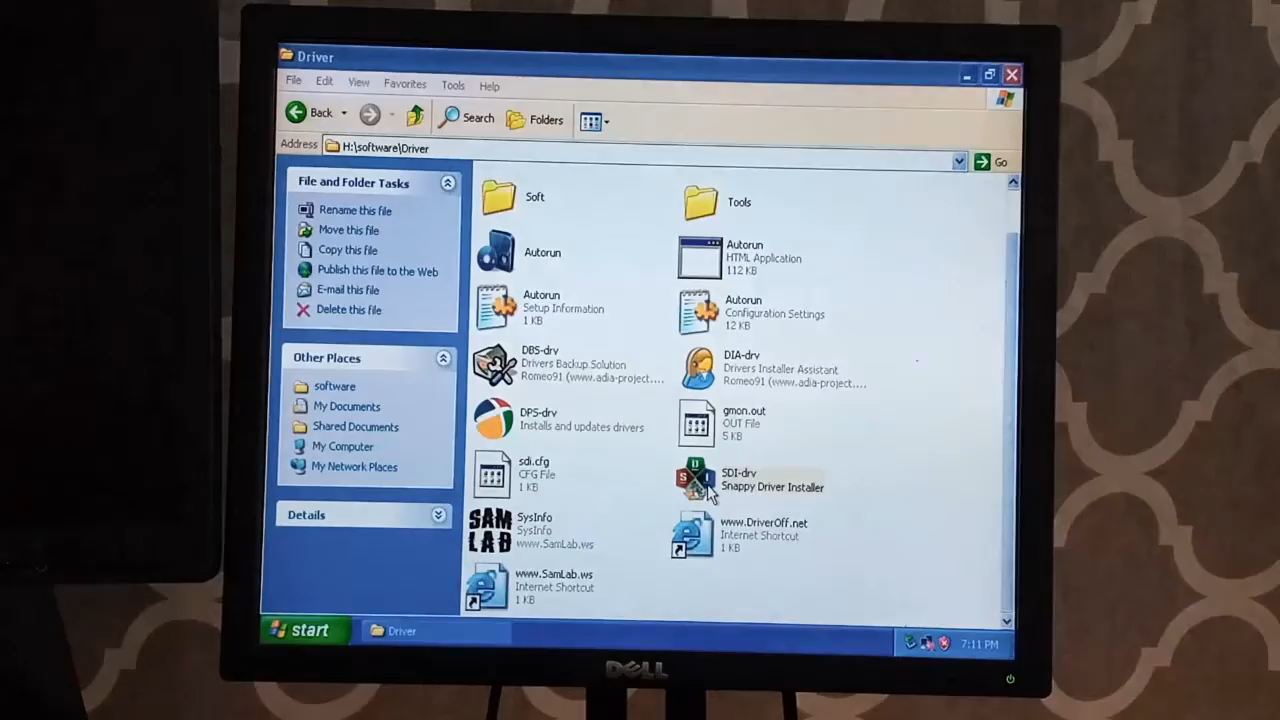 Driver
File Edit View Favorites Tools Help
Back Search Folders
Address H:\software\Driver Go
File and Folder Tasks
Rename this file
Move this file
Copy this file
Publish this file to the Web
E-mail this file
Delete this file
Other Places
software
My Documents
Shared Documents
My Computer
My Network Places
Details
Soft
Tools
Autorun
Autorun
HTML Application
112 KB
Autorun
Setup Information
1 KB
Autorun
Configuration Settings
12 KB
DBS-drv
Drivers Backup Solution
Romeo91 (www.adia-project....
DIA-drv
Drivers Installer Assistant
Romeo91 (www.adia-project....
DPS-drv
Installs and updates drivers
gmon.out
OUT File
5 KB
sdi.cfg
CFG File
1 KB
S D I
SDI-drv
Snappy Driver Installer
SAM
LAB
SysInfo
SysInfo
www.SamLab.ws
www.DriverOff.net
Internet Shortcut
1 KB
www.SamLab.ws
Internet Shortcut
1 KB
start Driver 7:11 PM
DELL